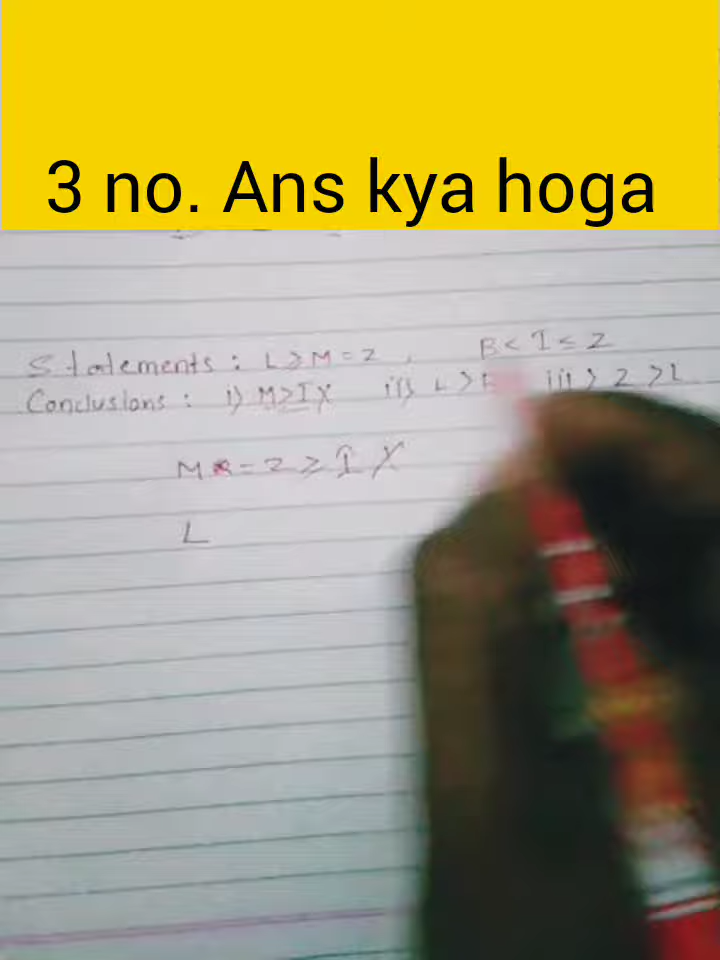 3 no. Ans kya hoga
Statements : L ≥ M = Z , B < I ≤ Z
Conclusions : i) M ≥ I X ii) L > iii) Z > L
M = Z ≥ I X
L